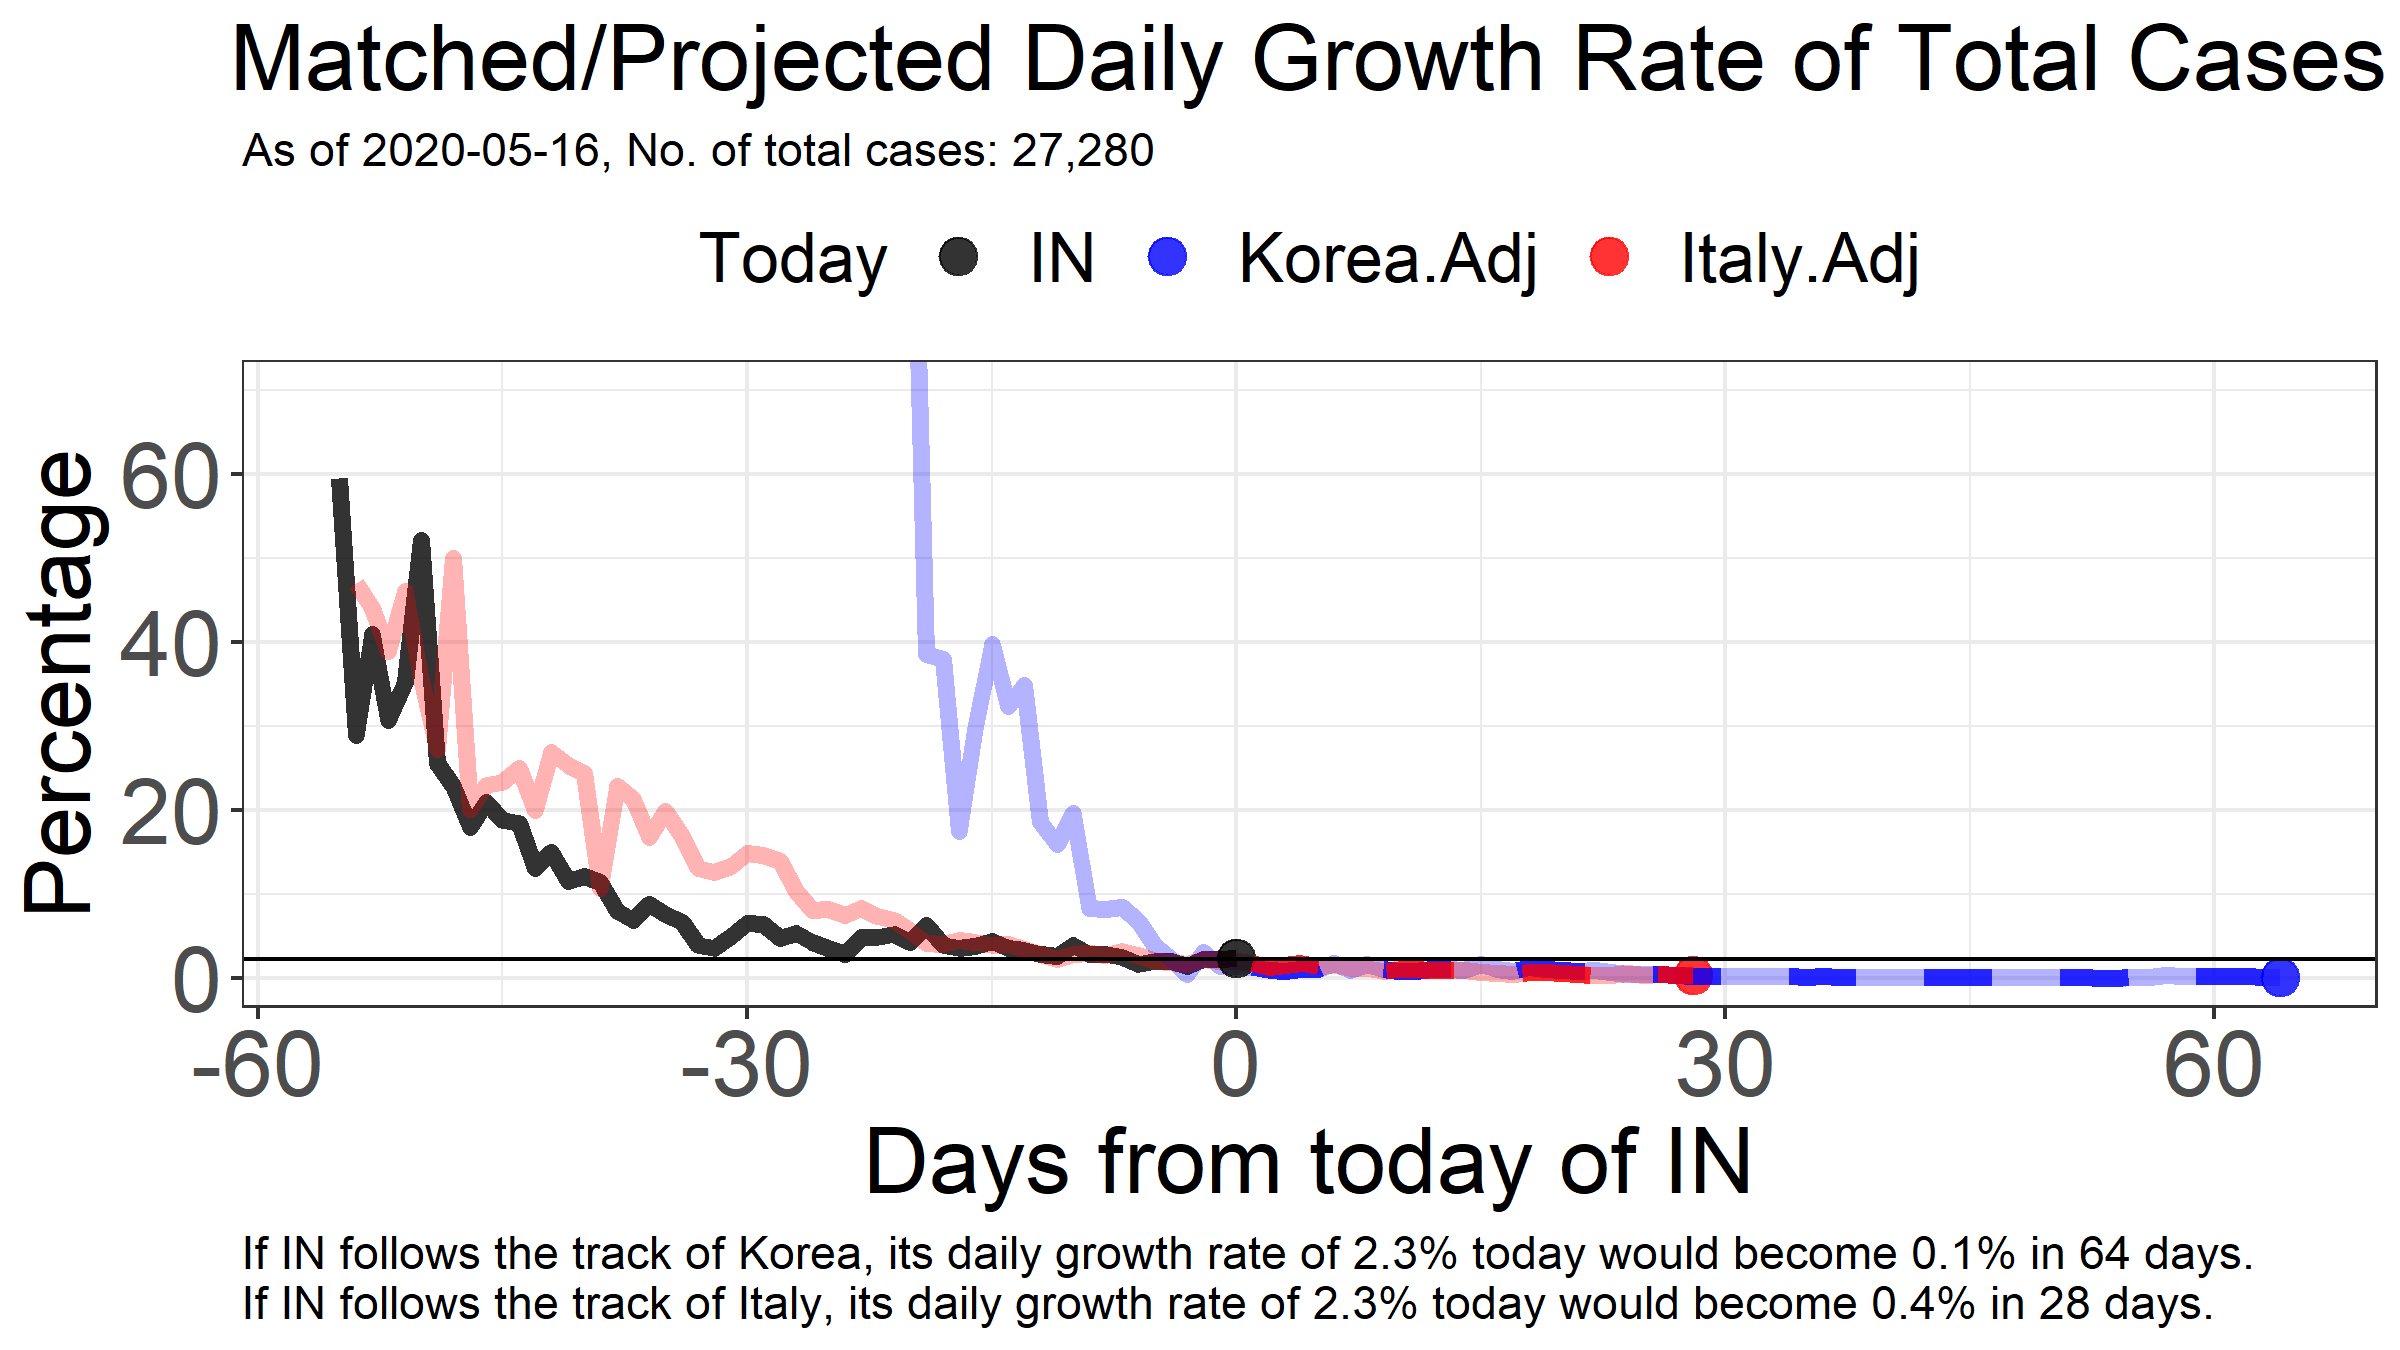 Matched/Projected Daily Growth Rate of Total Cases
As of 2020-05-16, No. of total cases: 27,280
Today IN Korea.Adj Italy.Adj
Percentage
60
40
20
0
-60 -30 0 30 60
Days from today of IN
If IN follows the track of Korea, its daily growth rate of 2.3% today would become 0.1% in 64 days.
If IN follows the track of Italy, its daily growth rate of 2.3% today would become 0.4% in 28 days.